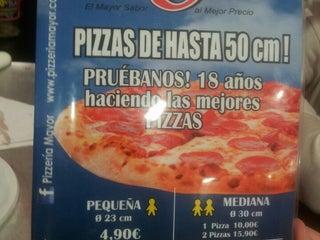 El Mayor Sabor al Mejor Precio
PIZZAS DE HASTA 50 cm!
PRUÉBANOS! 18 años
haciendo las mejores
PIZZAS
www.pizzeriamayor.com
f Pizzería Mayor
PEQUEÑA
Ø 23 cm
4,90€
MEDIANA
Ø 30 cm
1 Pizza 10,00€
2 Pizzas 15,90€